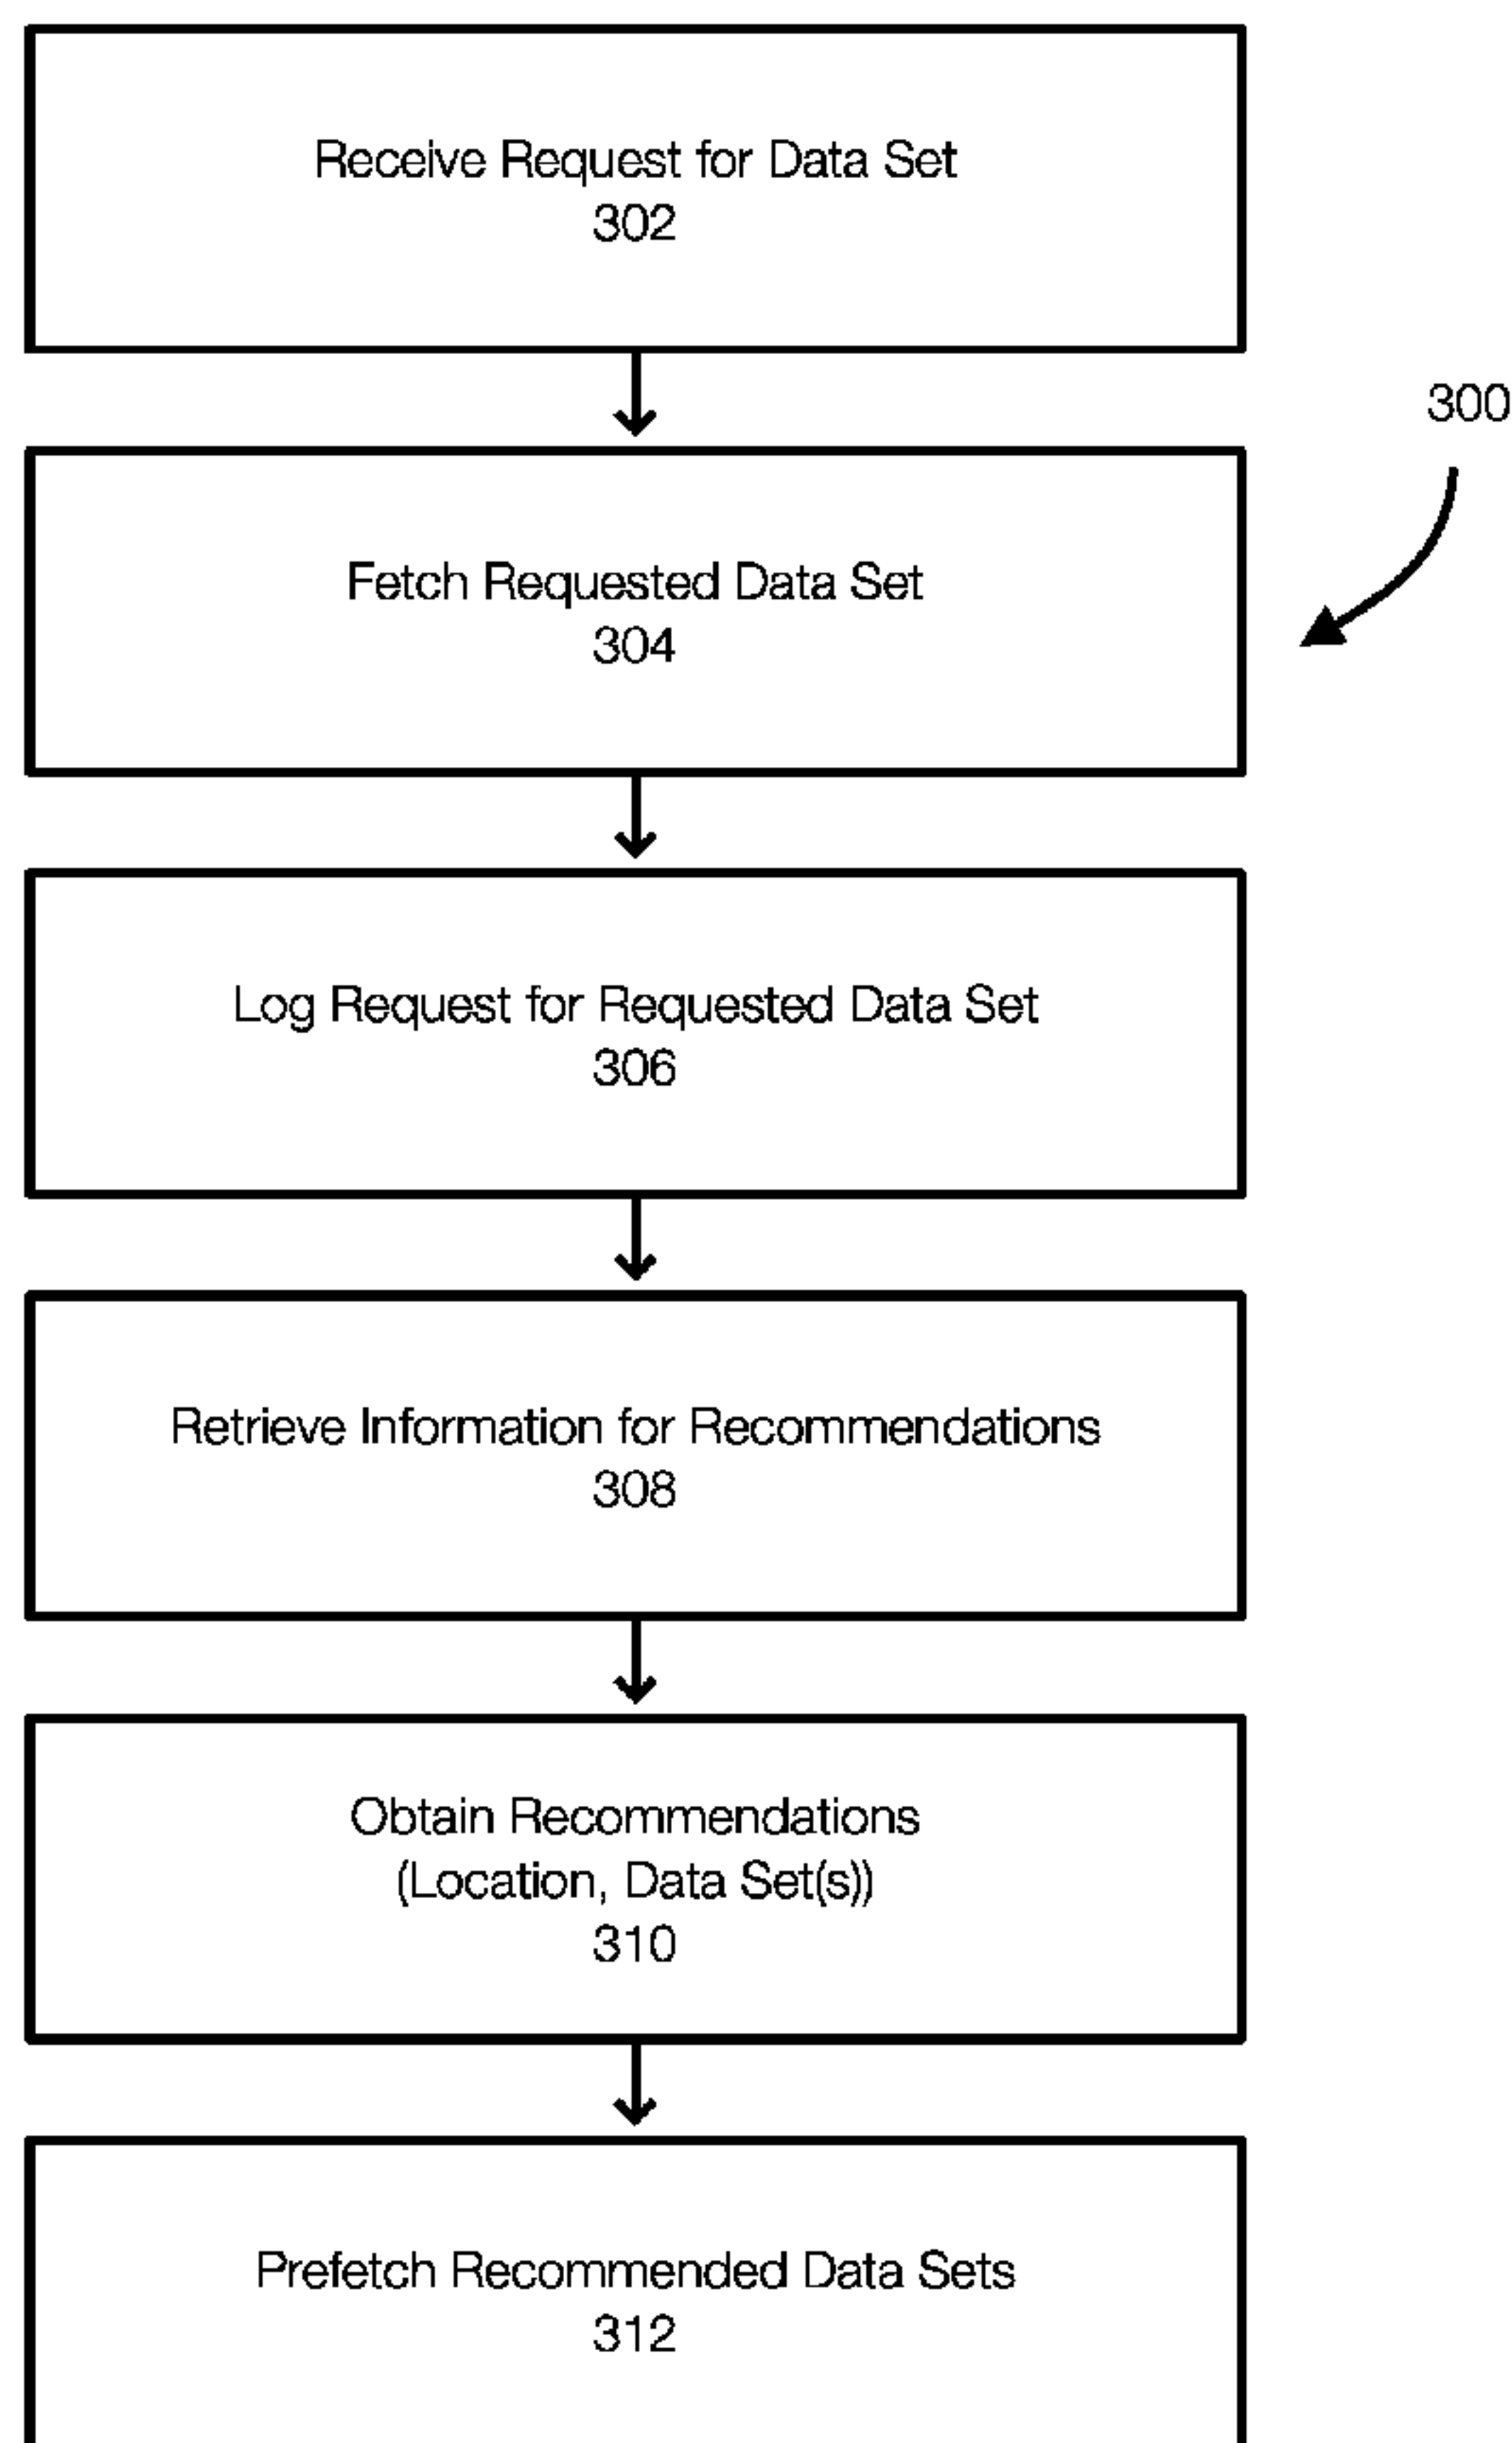 Receive Request for Data Set
302
300
Fetch Requested Data Set
304
Log Request for Requested Data Set
306
Retrieve Information for Recommendations
308
Obtain Recommendations
(Location, Data Set(s))
310
Prefetch Recommended Data Sets
312